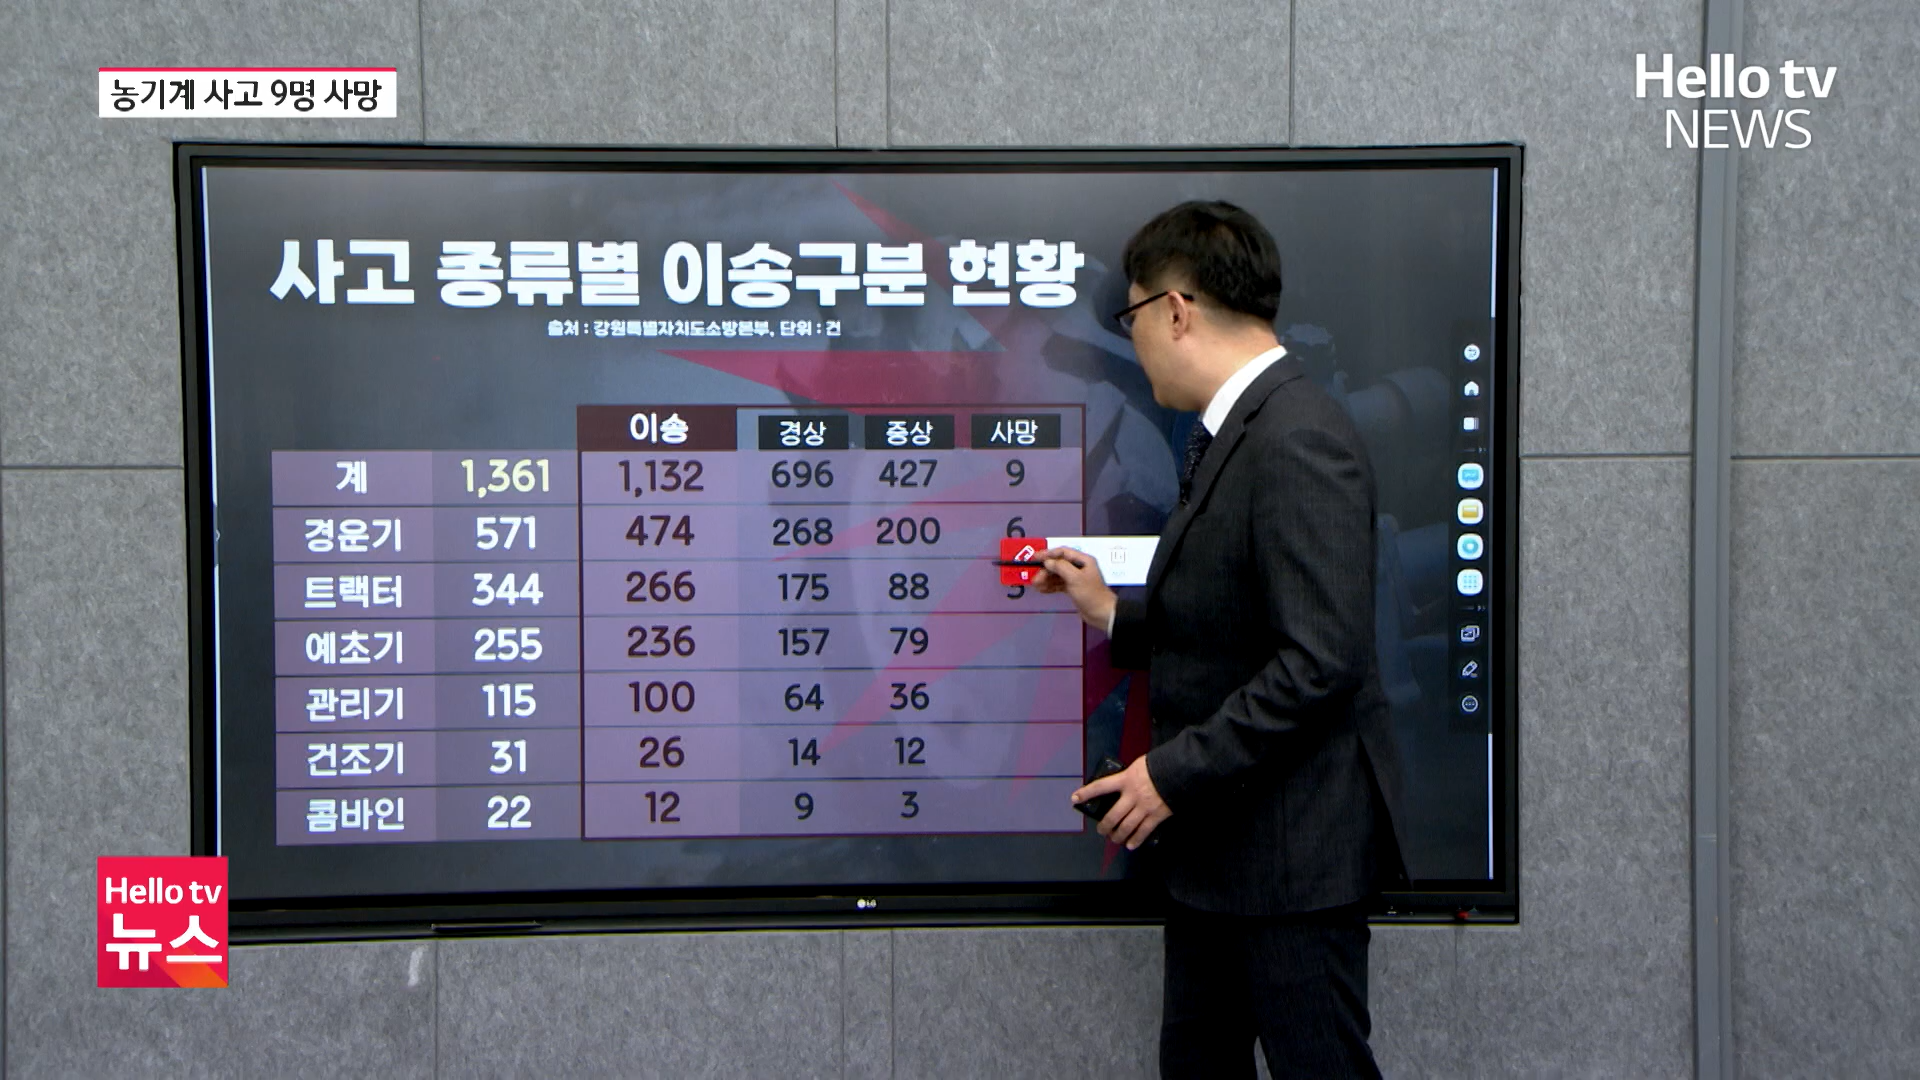 농기계 사고 9명 사망
Hello tv
NEWS
사고 종류별 이송구분 현황
출처 : 강원특별자치도소방본부, 단위 : 건
이송 경상 중상 사망
계 1,361 1,132 696 427 9
경운기 571 474 268 200 6
트랙터 344 266 175 88 3
예초기 255 236 157 79
관리기 115 100 64 36
건조기 31 26 14 12
콤바인 22 12 9 3
Hello tv
뉴스
LG